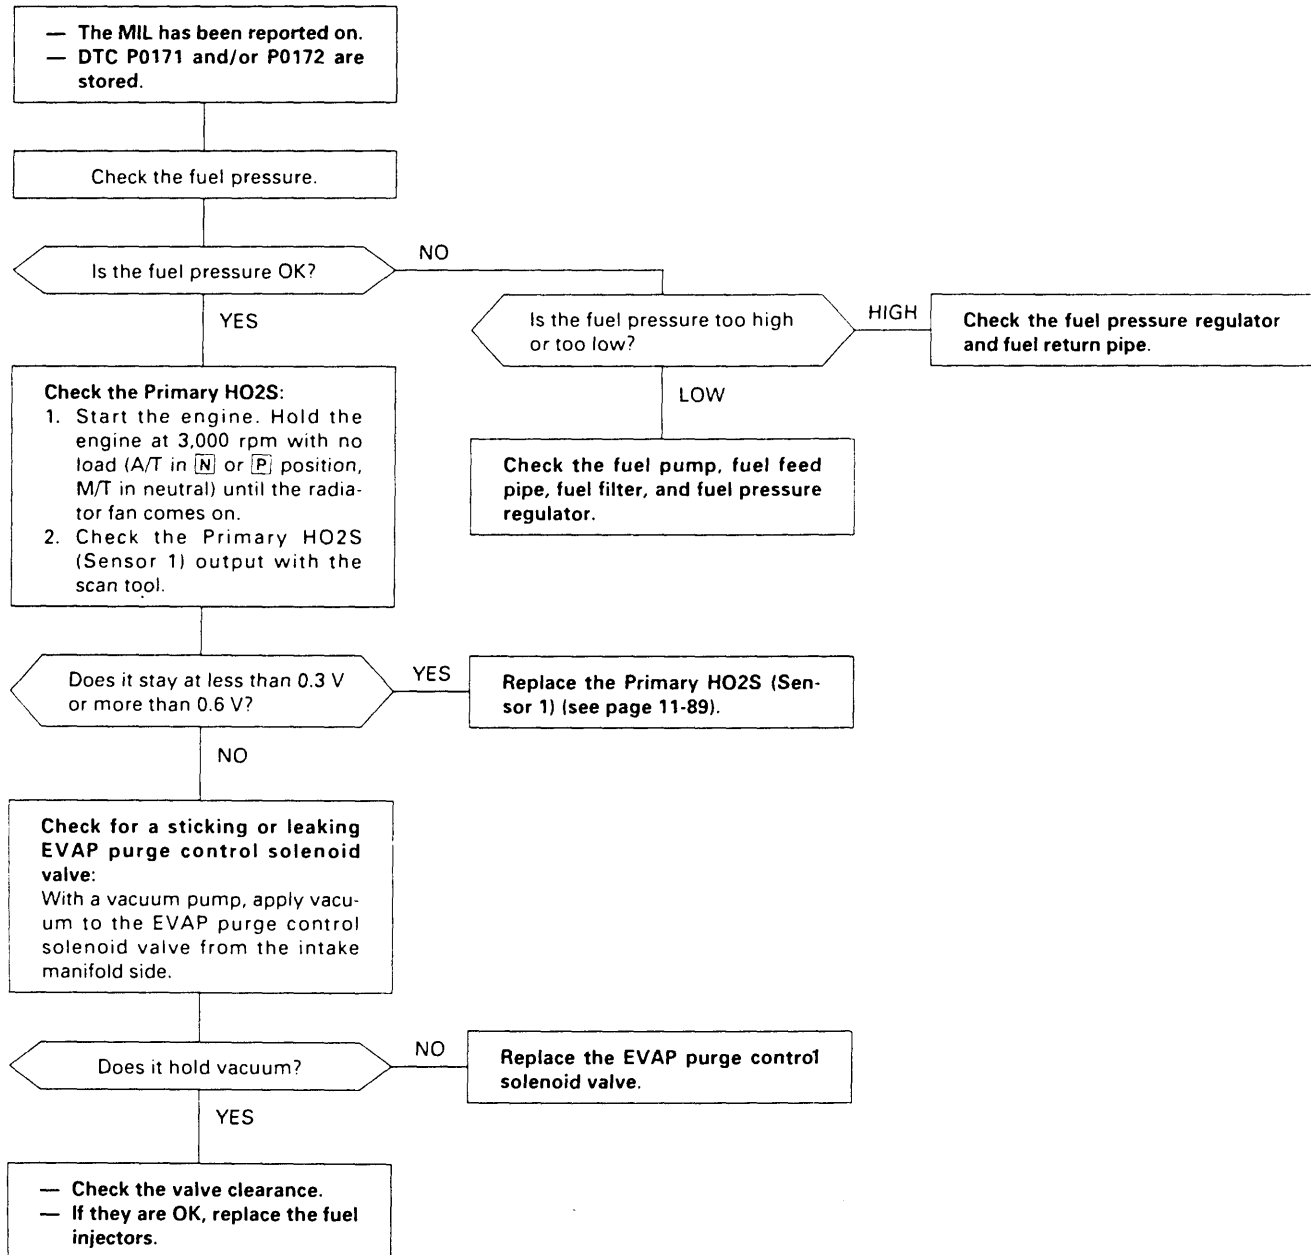 — The MIL has been reported on.
— DTC P0171 and/or P0172 are
stored.
Check the fuel pressure.
Is the fuel pressure OK?
NO
YES
Is the fuel pressure too high
or too low?
HIGH
Check the fuel pressure regulator
and fuel return pipe.
LOW
Check the fuel pump, fuel feed
pipe, fuel filter, and fuel pressure
regulator.
Check the Primary HO2S:
1. Start the engine. Hold the
engine at 3,000 rpm with no
load (A/T in N or P position,
M/T in neutral) until the radia-
tor fan comes on.
2. Check the Primary HO2S
(Sensor 1) output with the
scan tool.
Does it stay at less than 0.3 V
or more than 0.6 V?
YES
Replace the Primary HO2S (Sen-
sor 1) (see page 11-89).
NO
Check for a sticking or leaking
EVAP purge control solenoid
valve:
With a vacuum pump, apply vacu-
um to the EVAP purge control
solenoid valve from the intake
manifold side.
Does it hold vacuum?
NO
Replace the EVAP purge control
solenoid valve.
YES
— Check the valve clearance.
— If they are OK, replace the fuel
injectors.